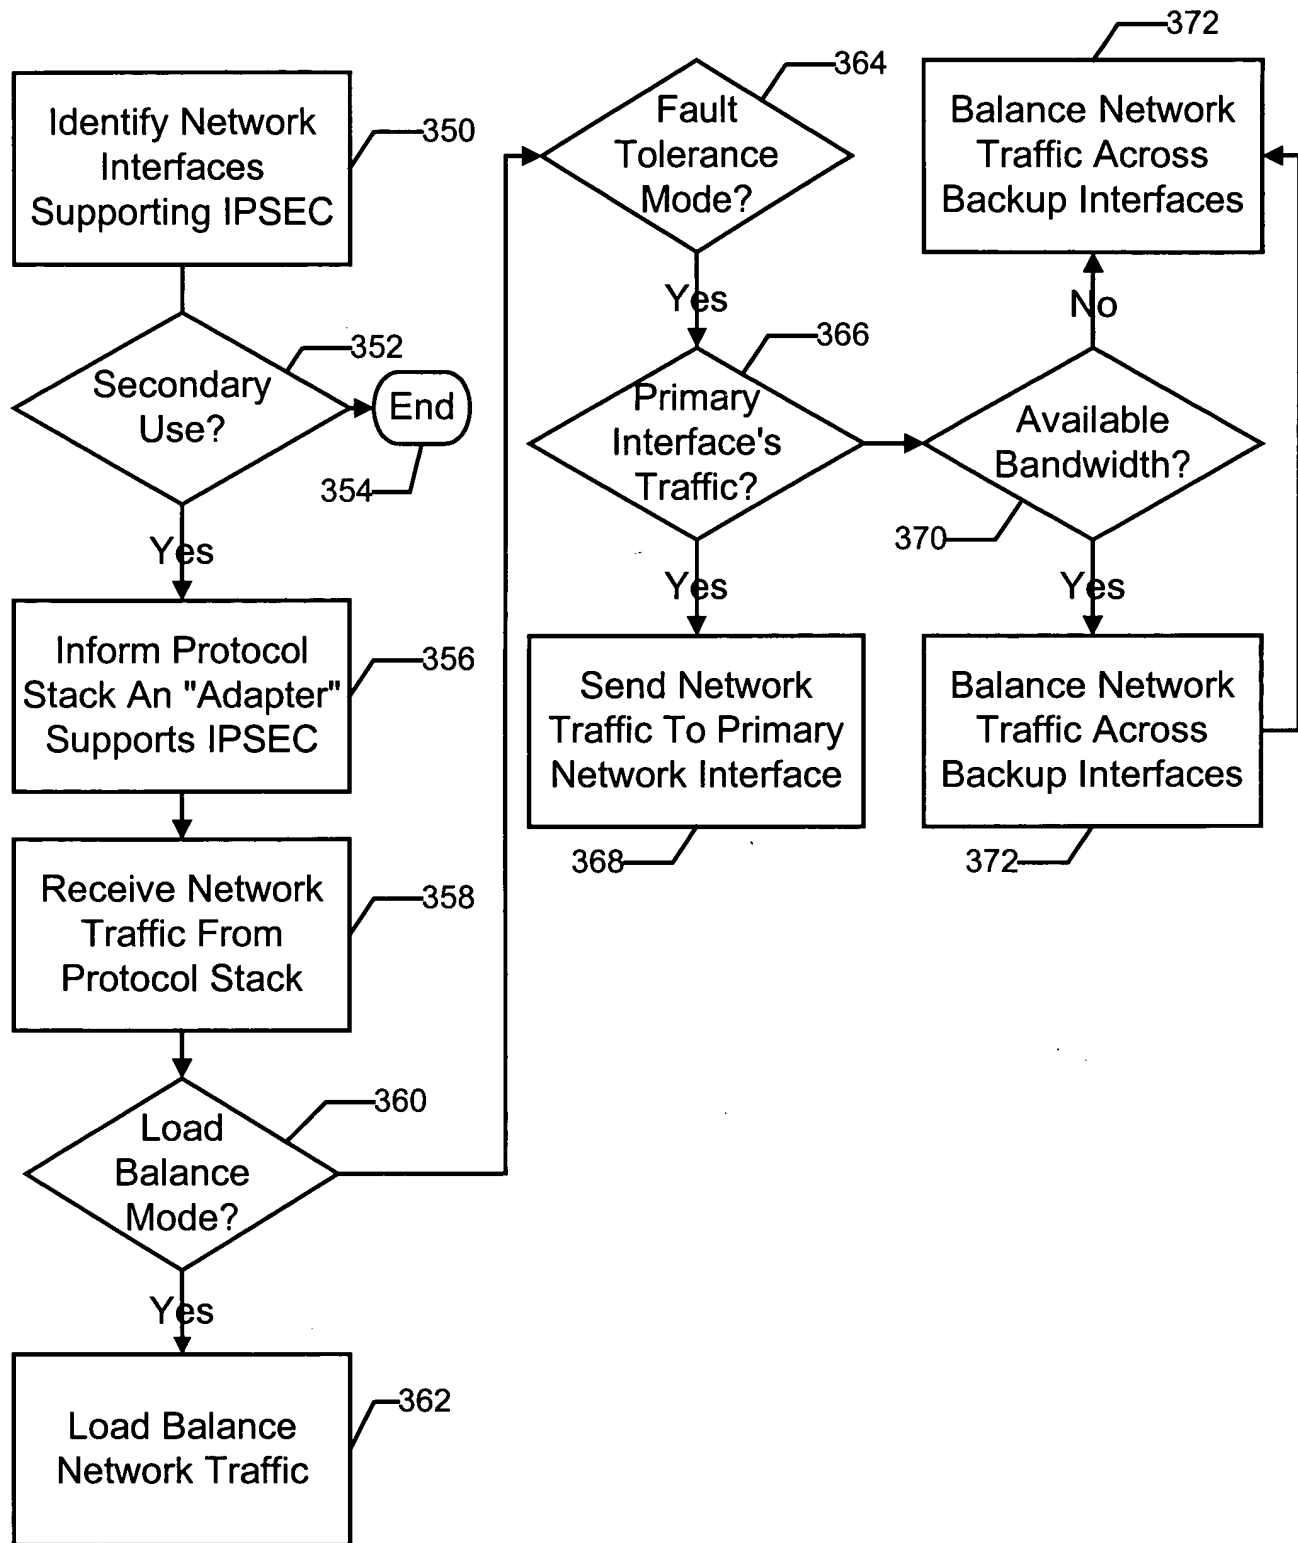 Identify Network
Interfaces
Supporting IPSEC
350
Secondary
Use?
352
End
354
Yes
Inform Protocol
Stack An "Adapter"
Supports IPSEC
356
Receive Network
Traffic From
Protocol Stack
358
Load
Balance
Mode?
360
Yes
Load Balance
Network Traffic
362
Fault
Tolerance
Mode?
364
Yes
Primary
Interface's
Traffic?
366
Yes
Send Network
Traffic To Primary
Network Interface
368
372
Balance Network
Traffic Across
Backup Interfaces
No
Available
Bandwidth?
370
Yes
Balance Network
Traffic Across
Backup Interfaces
372